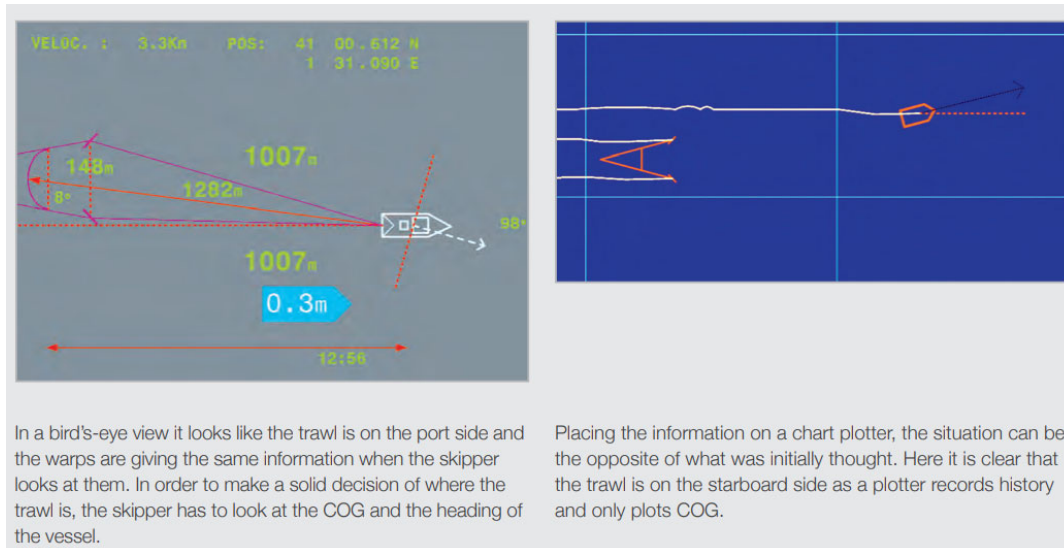 VELOC. : 3.3Kn POS: 41 00.612 N
1 31.090 E
148m
1007m
1282m
8°
98°
1007m
0.3m
12:56
In a bird's-eye view it looks like the trawl is on the port side and
the warps are giving the same information when the skipper
looks at them. In order to make a solid decision of where the
trawl is, the skipper has to look at the COG and the heading of
the vessel.
Placing the information on a chart plotter, the situation can be
the opposite of what was initially thought. Here it is clear that
the trawl is on the starboard side as a plotter records history
and only plots COG.